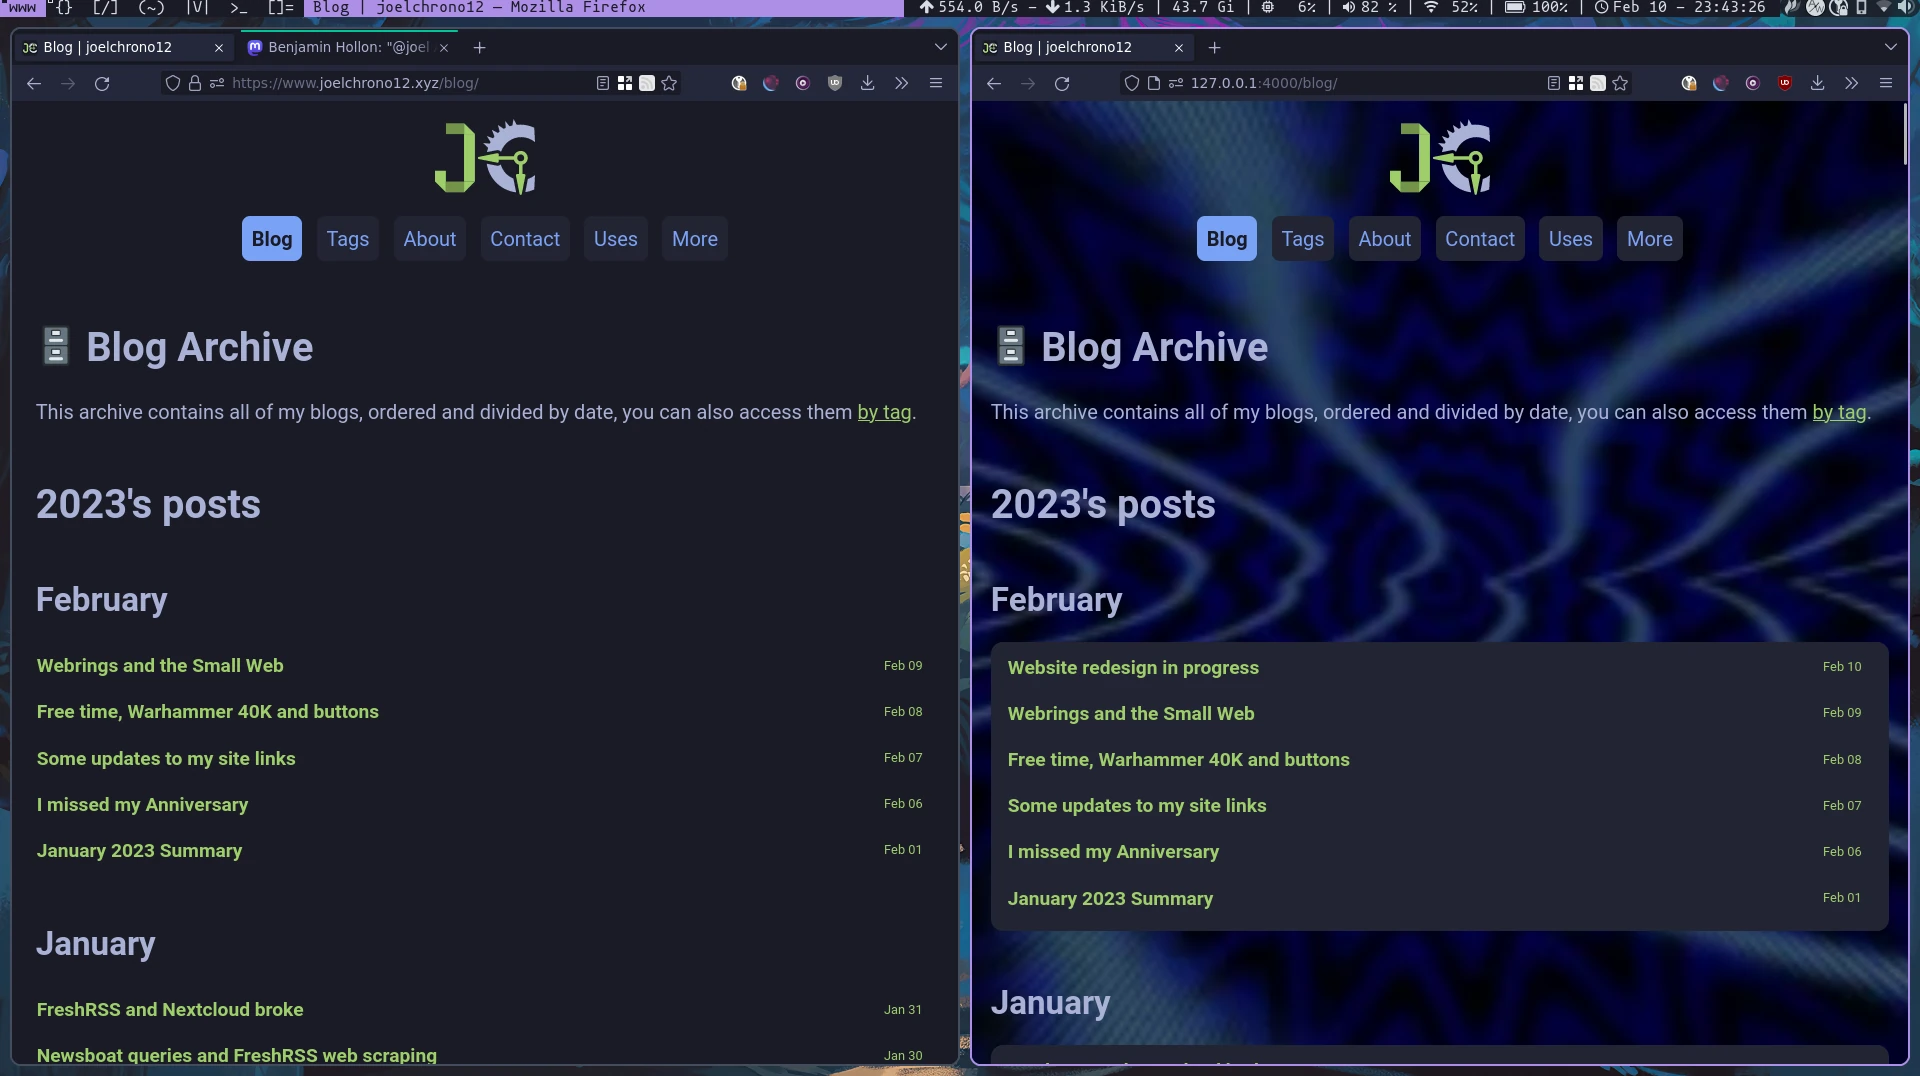 www {} [/] (~) |V| >_ []= Blog | joelchrono12 — Mozilla Firefox 554.0 B/s – 1.3 KiB/s | 43.7 Gi | 6% | 82 % | 52% | 100% | Feb 10 – 23:43:26
Blog | joelchrono12
Benjamin Hollon: "@joel
https://www.joelchrono12.xyz/blog/
JC
Blog Tags About Contact Uses More
Blog Archive
This archive contains all of my blogs, ordered and divided by date, you can also access them by tag.
2023's posts
February
Webrings and the Small Web Feb 09
Free time, Warhammer 40K and buttons Feb 08
Some updates to my site links Feb 07
I missed my Anniversary Feb 06
January 2023 Summary Feb 01
January
FreshRSS and Nextcloud broke Jan 31
Newsboat queries and FreshRSS web scraping Jan 30
Blog | joelchrono12
127.0.0.1:4000/blog/
JC
Blog Tags About Contact Uses More
Blog Archive
This archive contains all of my blogs, ordered and divided by date, you can also access them by tag.
2023's posts
February
Website redesign in progress Feb 10
Webrings and the Small Web Feb 09
Free time, Warhammer 40K and buttons Feb 08
Some updates to my site links Feb 07
I missed my Anniversary Feb 06
January 2023 Summary Feb 01
January